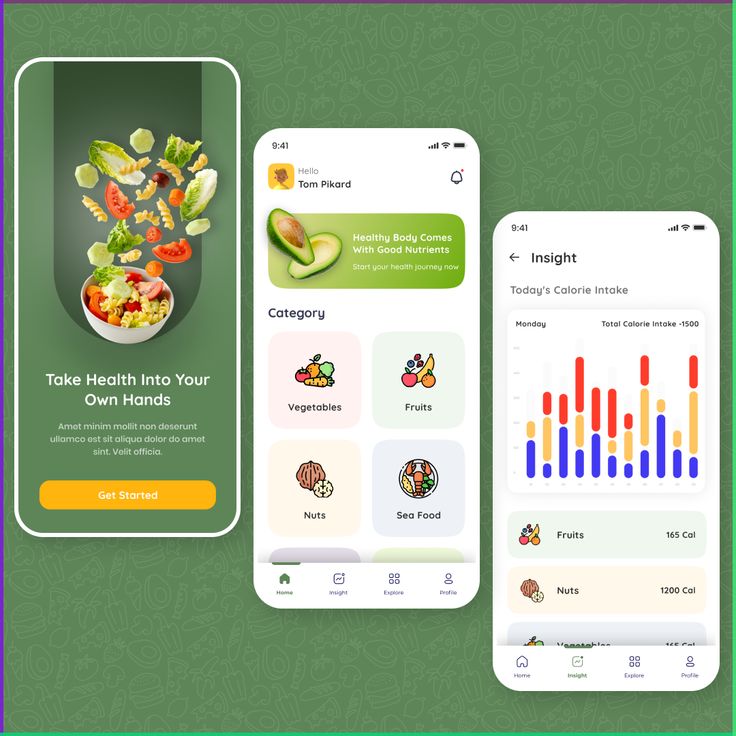 Take Health Into Your
Own Hands
Amet minim mollit non deserunt
ullamco est sit aliqua dolor do amet
sint. Velit officia.
Get Started
9:41
Hello
Tom Pikard
Healthy Body Comes
With Good Nutrients
Start your health journey now
Category
Vegetables
Fruits
Nuts
Sea Food
Home
Insight
Explore
Profile
9:41
Insight
Today's Calorie Intake
Monday
Total Calorie Intake -1500
Fruits
165 Cal
Nuts
1200 Cal
Vegetables
165 Cal
Home
Insight
Explore
Profile